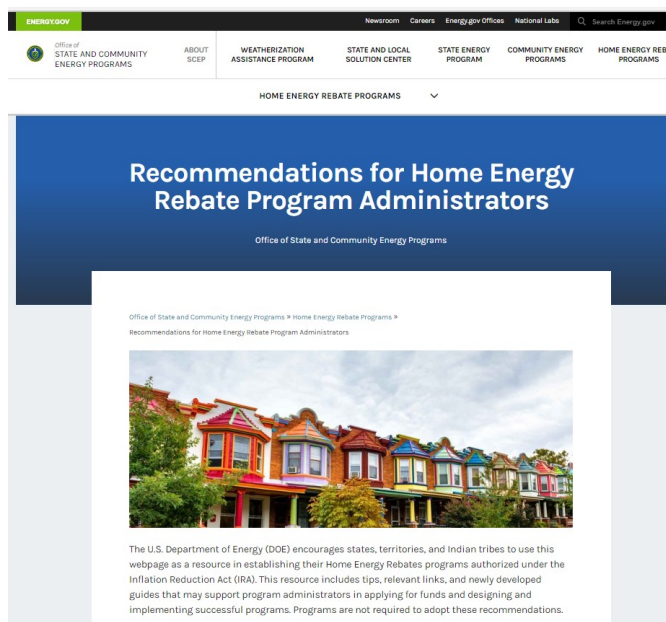 ENERGY.GOV
Newsroom Careers Energy.gov Offices National Labs Search Energy.gov
Office of
STATE AND COMMUNITY
ENERGY PROGRAMS
ABOUT
SCEP
WEATHERIZATION
ASSISTANCE PROGRAM
STATE AND LOCAL
SOLUTION CENTER
STATE ENERGY
PROGRAM
COMMUNITY ENERGY
PROGRAMS
HOME ENERGY REB
PROGRAMS
HOME ENERGY REBATE PROGRAMS
Recommendations for Home Energy
Rebate Program Administrators
Office of State and Community Energy Programs
Office of State and Community Energy Programs » Home Energy Rebate Programs »
Recommendations for Home Energy Rebate Program Administrators
The U.S. Department of Energy (DOE) encourages states, territories, and Indian tribes to use this
webpage as a resource in establishing their Home Energy Rebates programs authorized under the
Inflation Reduction Act (IRA). This resource includes tips, relevant links, and newly developed
guides that may support program administrators in applying for funds and designing and
implementing successful programs. Programs are not required to adopt these recommendations.